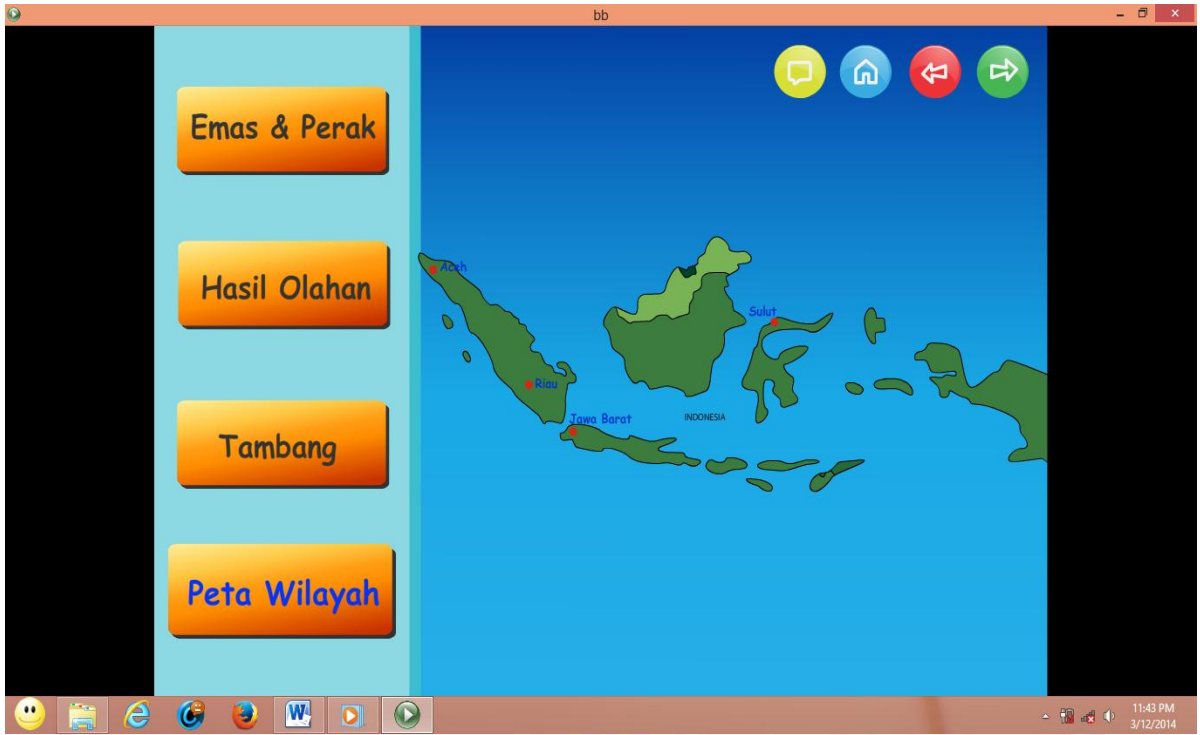 bb
Emas & Perak
Hasil Olahan
Tambang
Peta Wilayah
Aceh
Sulut
Riau
Jawa Barat
INDONESIA
11:43 PM
3/12/2014